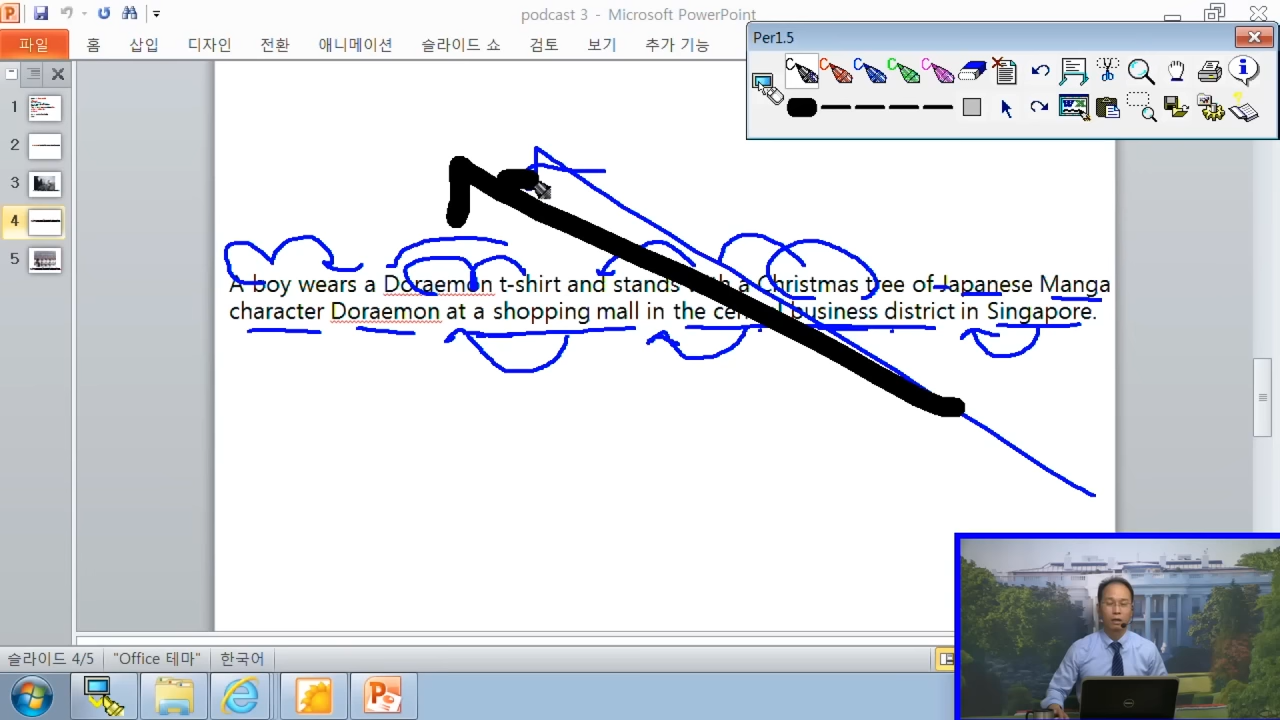 podcast 3 - Microsoft PowerPoint
파일 홈 삽입 디자인 전환 애니메이션 슬라이드 쇼 검토 보기 추가 기능
Per1.5
1
2
3
4
5
A boy wears a Doraemon t-shirt and stands with a Christmas tree of Japanese Manga
character Doraemon at a shopping mall in the central business district in Singapore.
슬라이드 4/5 "Office 테마" 한국어